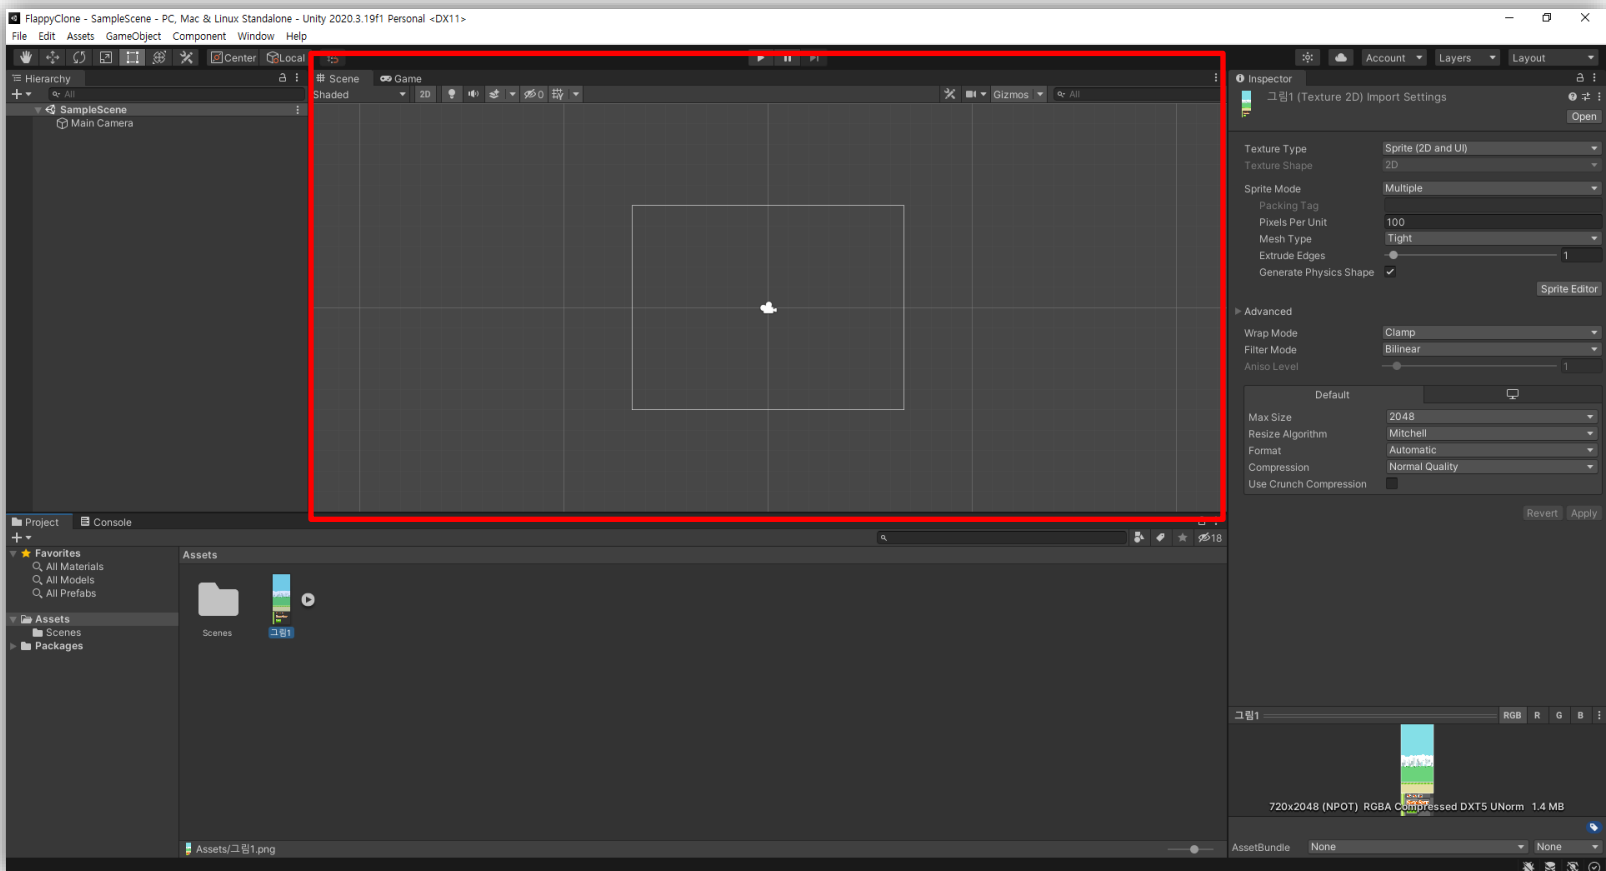 FlappyClone - SampleScene - PC, Mac & Linux Standalone - Unity 2020.3.19f1 Personal <DX11>
File Edit Assets GameObject Component Window Help
Center Local
Account Layers Layout
Hierarchy
All
SampleScene
Main Camera
Scene Game
Shaded 2D 0 Gizmos All
Inspector
그림1 (Texture 2D) Import Settings
Open
Texture Type Sprite (2D and UI)
Texture Shape 2D
Sprite Mode Multiple
Packing Tag
Pixels Per Unit 100
Mesh Type Tight
Extrude Edges 1
Generate Physics Shape
Sprite Editor
Advanced
Wrap Mode Clamp
Filter Mode Bilinear
Aniso Level 1
Default
Max Size 2048
Resize Algorithm Mitchell
Format Automatic
Compression Normal Quality
Use Crunch Compression
Revert Apply
Project Console
18
Favorites
All Materials
All Models
All Prefabs
Assets
Scenes
Packages
Assets
Scenes 그림1
Assets/그림1.png
그림1 RGB R G B
720x2048 (NPOT) RGBA Compressed DXT5 UNorm 1.4 MB
AssetBundle None None